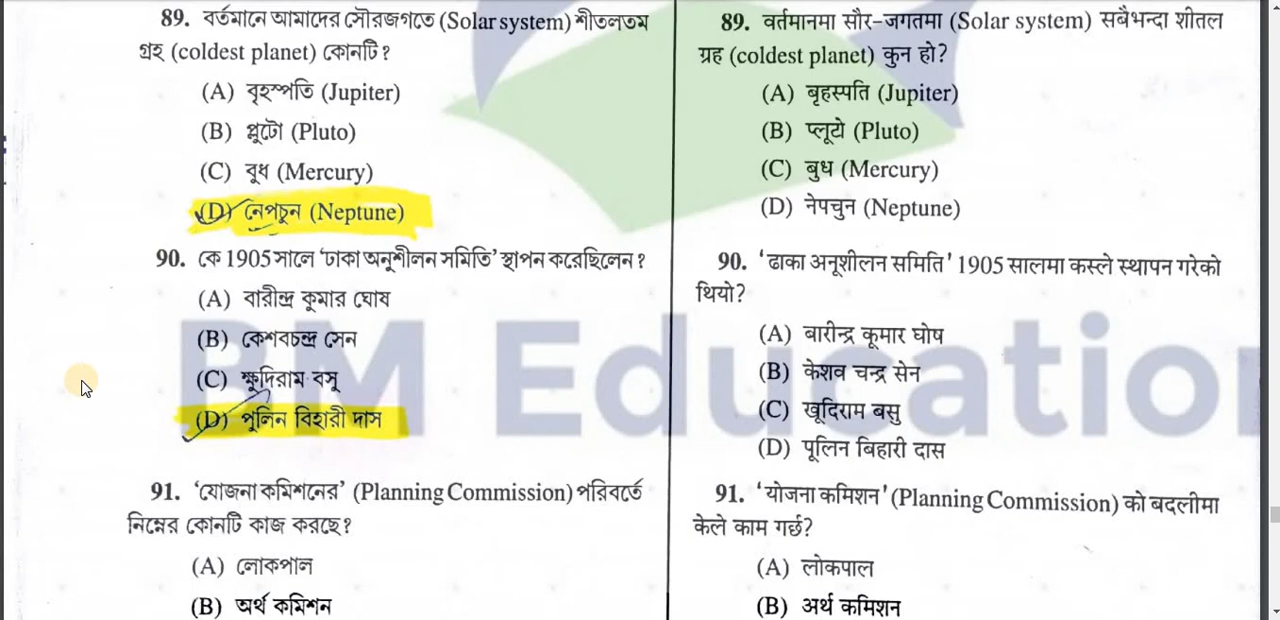 89. বর্তমানে আমাদের সৌরজগতে (Solar system) শীতলতম
গ্রহ (coldest planet) কোনটি?
(A) বৃহস্পতি (Jupiter)
(B) প্লুটো (Pluto)
(C) বুধ (Mercury)
(D) নেপচুন (Neptune)
90. কে 1905 সালে ‘ঢাকা অনুশীলন সমিতি’ স্থাপন করেছিলেন?
(A) বারীন্দ্র কুমার ঘোষ
(B) কেশবচন্দ্র সেন
(C) ক্ষুদিরাম বসু
(D) পুলিন বিহারী দাস
91. ‘যোজনা কমিশনের’ (Planning Commission) পরিবর্তে
নিম্নের কোনটি কাজ করছে?
(A) লোকপাল
(B) অর্থ কমিশন
89. वर्तमानमा सौर-जगतमा (Solar system) सबैभन्दा शीतल
ग्रह (coldest planet) कुन हो?
(A) बृहस्पति (Jupiter)
(B) प्लूटो (Pluto)
(C) बुध (Mercury)
(D) नेपचुन (Neptune)
90. ‘ढाका अनूशीलन समिति’ 1905 सालमा कस्ले स्थापन गरेको
थियो?
(A) बारीन्द्र कूमार घोष
(B) केशव चन्द्र सेन
(C) खूदिराम बसु
(D) पूलिन बिहारी दास
91. ‘योजना कमिशन’ (Planning Commission) को बदलीमा
केले काम गर्छ?
(A) लोकपाल
(B) अर्थ कमिशन
BM Education